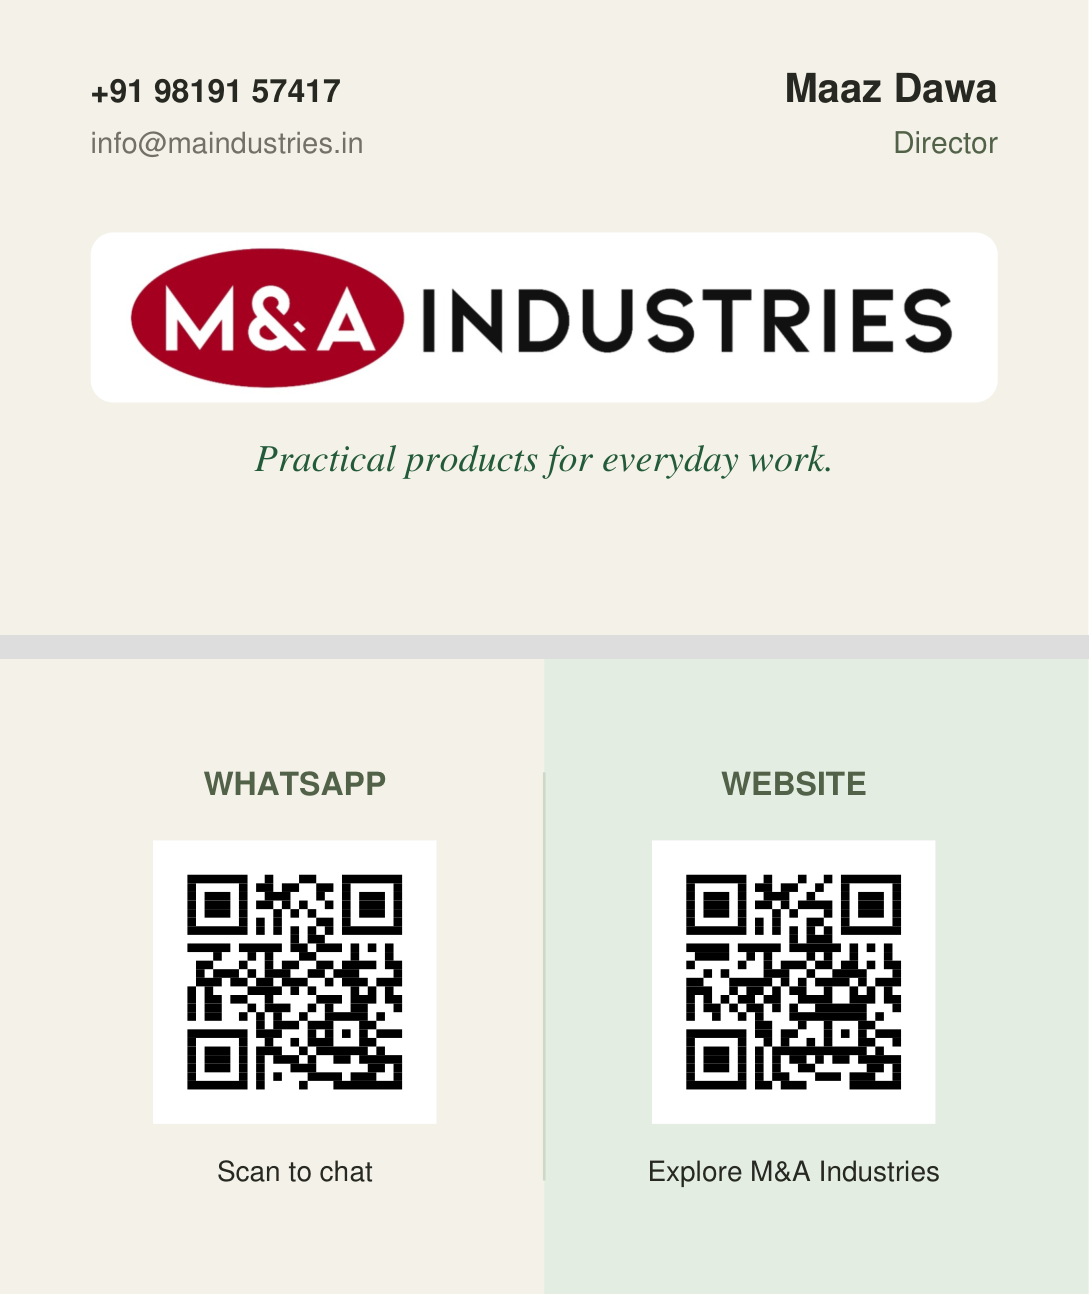 +91 98191 57417
info@maindustries.in
Maaz Dawa
Director
M&A INDUSTRIES
Practical products for everyday work.
WHATSAPP
Scan to chat
WEBSITE
Explore M&A Industries